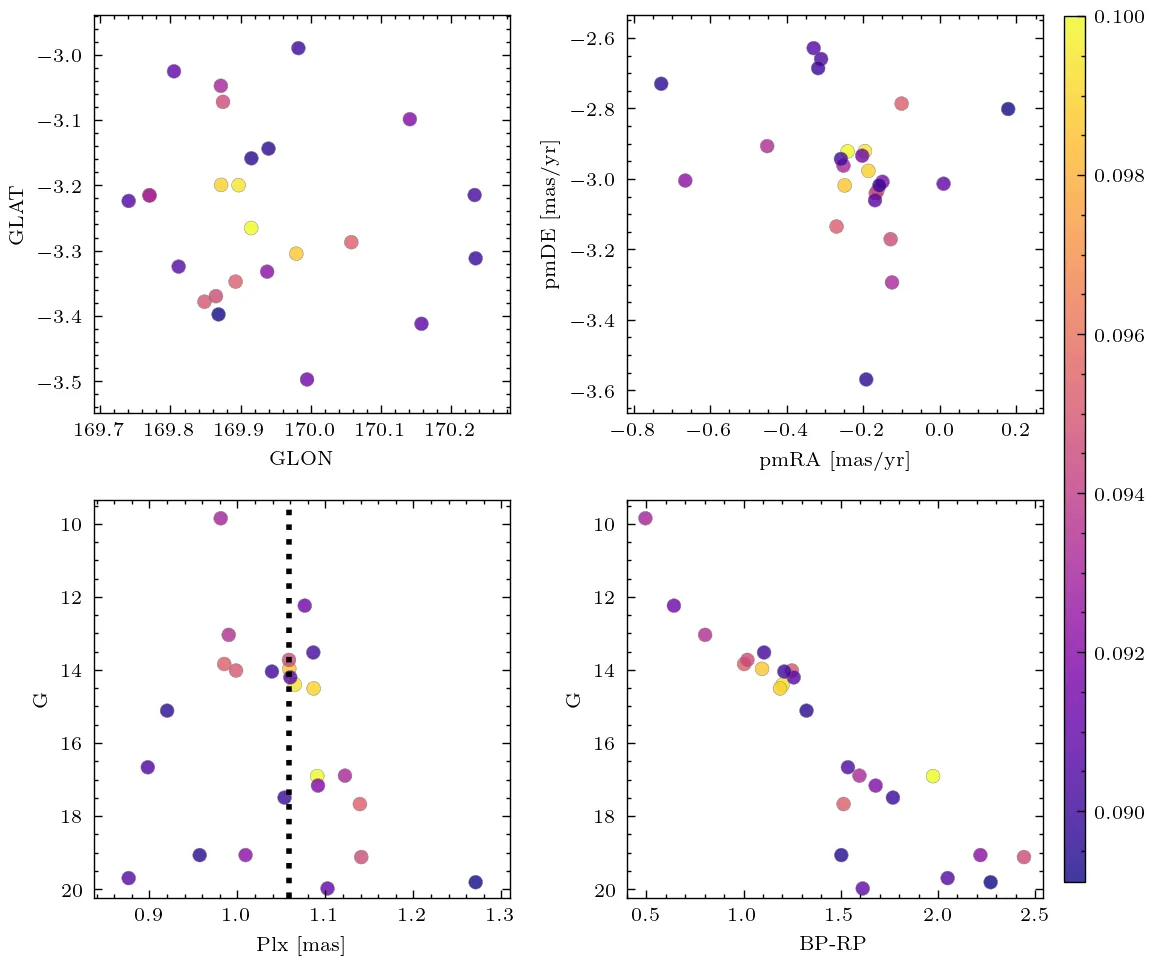 −3.0
−3.1
−3.2
−3.3
−3.4
−3.5
GLAT
169.7 169.8 169.9 170.0 170.1 170.2
GLON
−2.6
−2.8
−3.0
−3.2
−3.4
−3.6
pmDE [mas/yr]
−0.8 −0.6 −0.4 −0.2 0.0 0.2
pmRA [mas/yr]
10
12
14
16
18
20
G
0.9 1.0 1.1 1.2 1.3
Plx [mas]
10
12
14
16
18
20
G
0.5 1.0 1.5 2.0 2.5
BP-RP
0.100
0.098
0.096
0.094
0.092
0.090